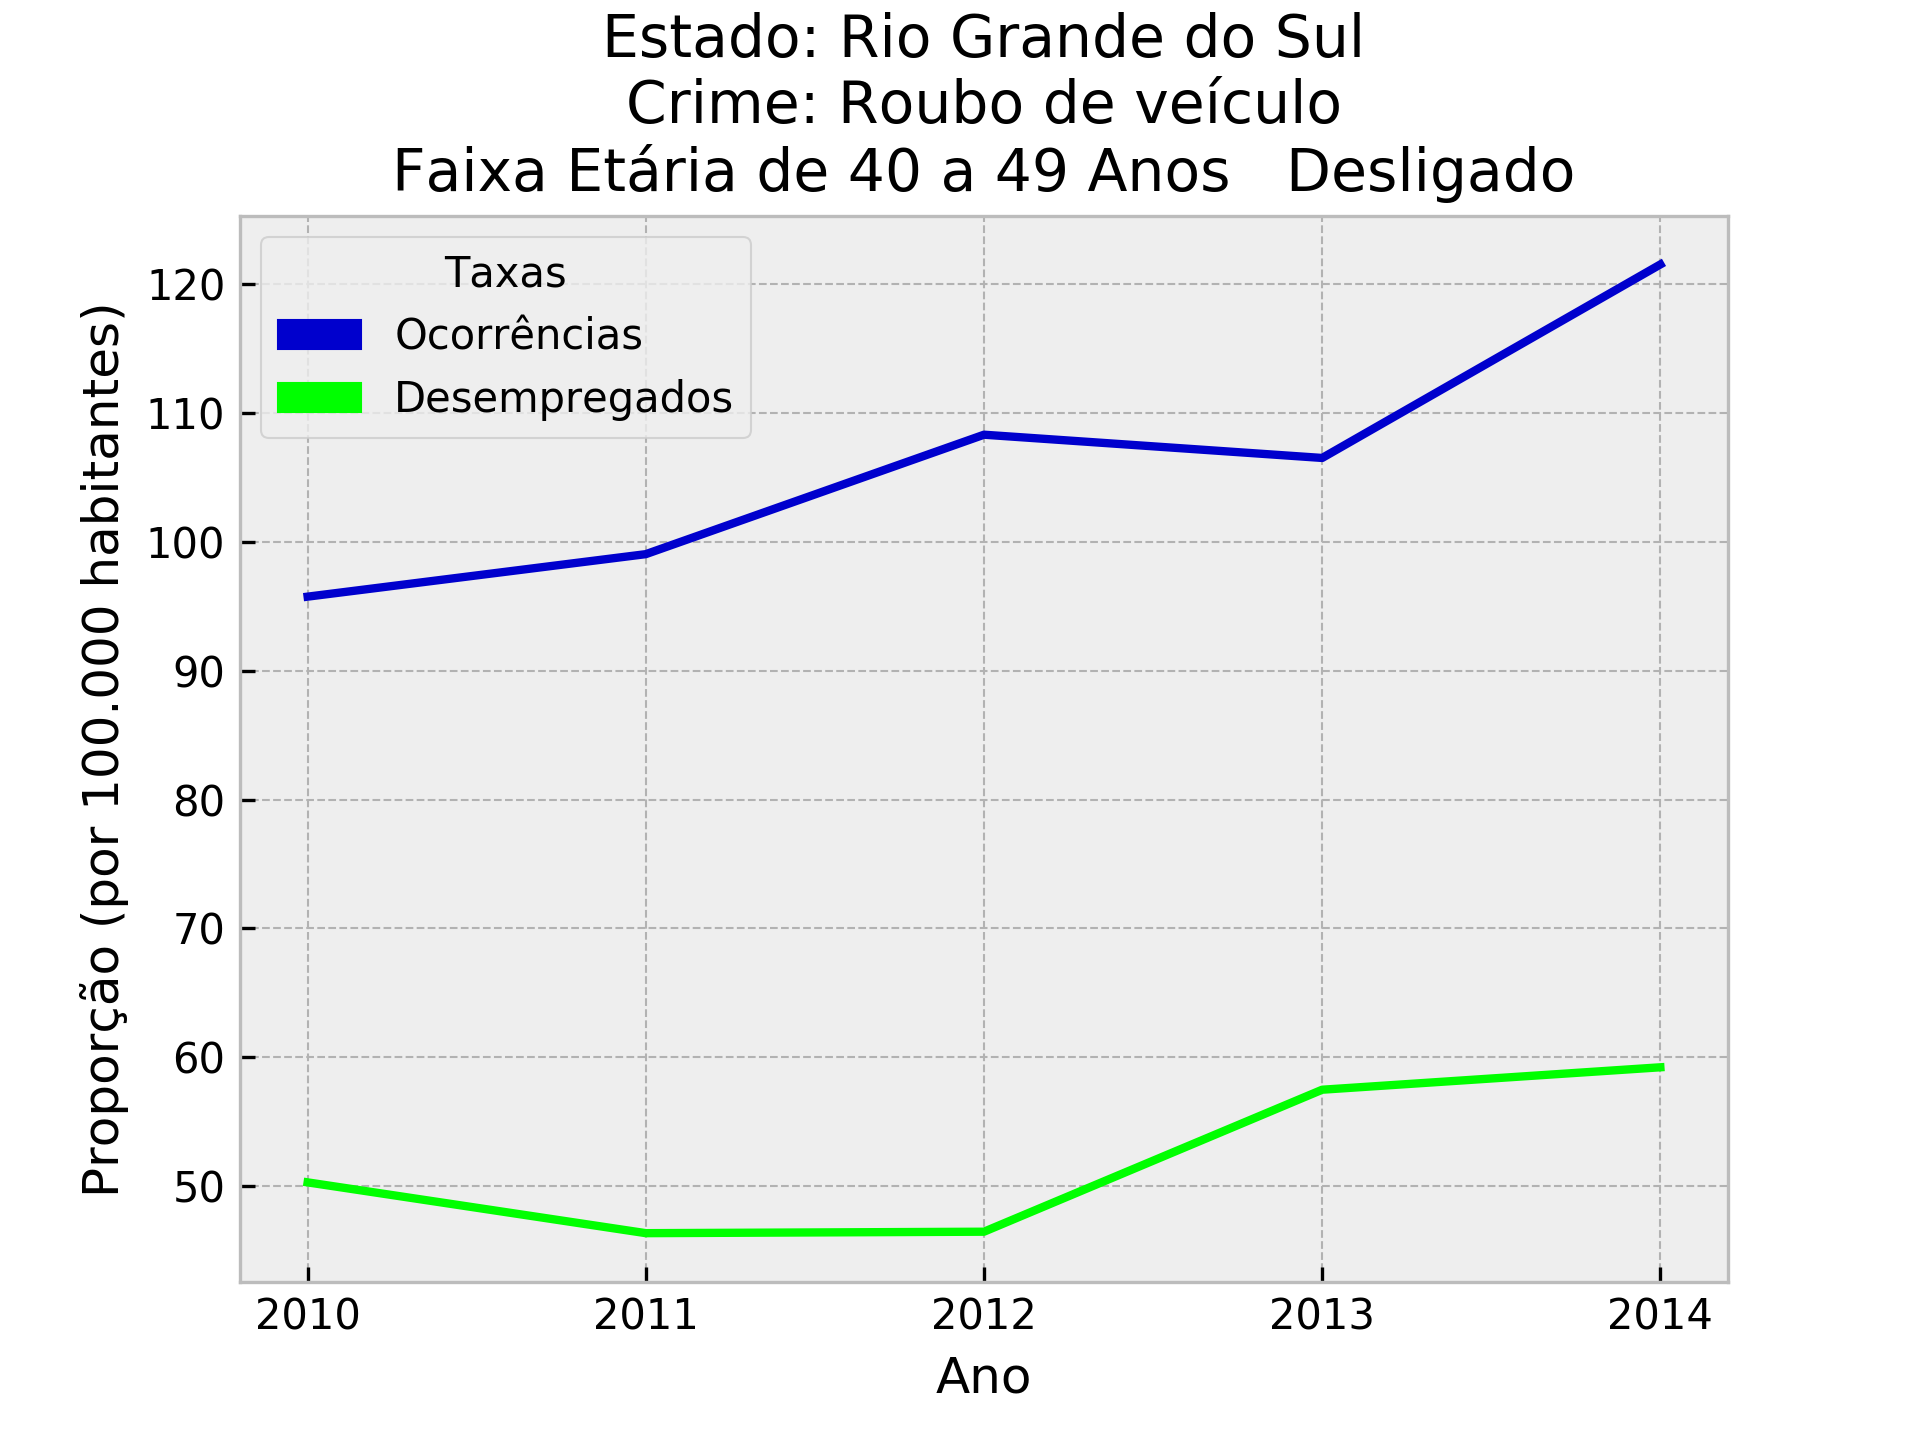 Estado: Rio Grande do Sul
Crime: Roubo de veículo
Faixa Etária de 40 a 49 Anos   Desligado
Taxas
Ocorrências
Desempregados
Proporção (por 100.000 habitantes)
120
110
100
90
80
70
60
50
2010 2011 2012 2013 2014
Ano